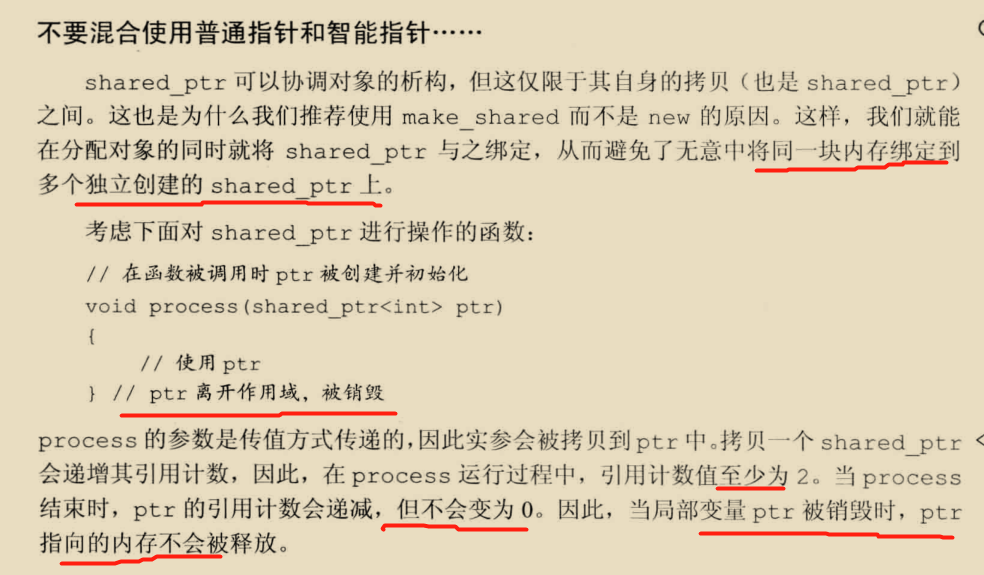 不要混合使用普通指针和智能指针……
shared_ptr 可以协调对象的析构，但这仅限于其自身的拷贝（也是 shared_ptr）
之间。这也是为什么我们推荐使用 make_shared 而不是 new 的原因。这样，我们就能
在分配对象的同时就将 shared_ptr 与之绑定，从而避免了无意中将同一块内存绑定到
多个独立创建的 shared_ptr 上。
考虑下面对 shared_ptr 进行操作的函数：
// 在函数被调用时 ptr 被创建并初始化
void process(shared_ptr<int> ptr)
{
// 使用 ptr
} // ptr 离开作用域，被销毁
process 的参数是传值方式传递的，因此实参会被拷贝到 ptr 中。拷贝一个 shared_ptr
会递增其引用计数，因此，在 process 运行过程中，引用计数值至少为 2。当 process
结束时，ptr 的引用计数会递减，但不会变为 0。因此，当局部变量 ptr 被销毁时，ptr
指向的内存不会被释放。